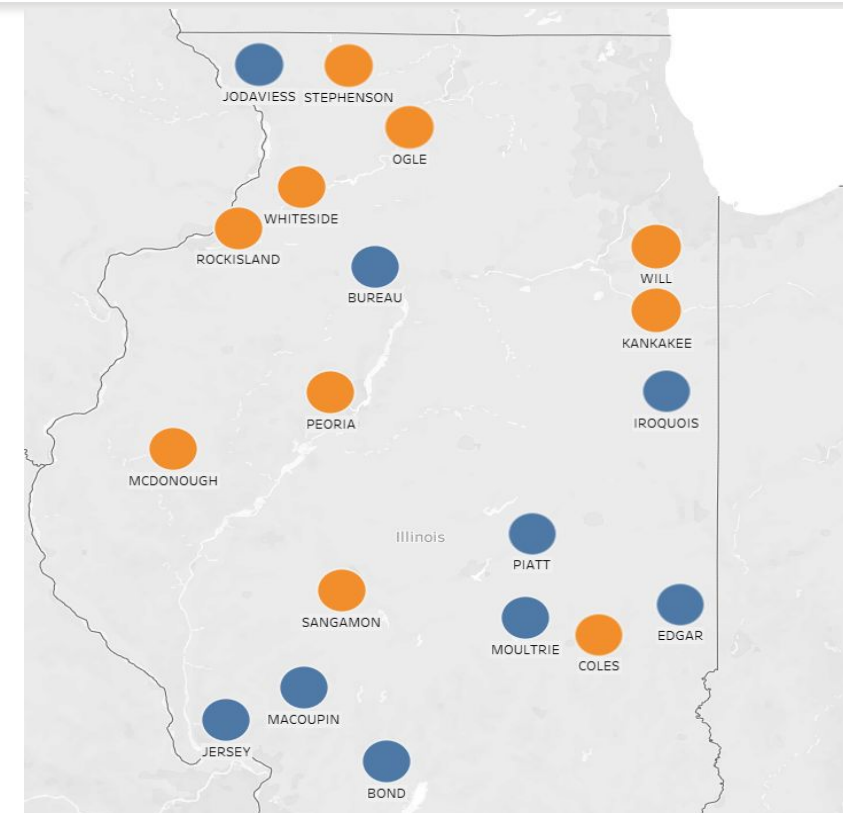 JODAVIESS STEPHENSON
OGLE
WHITESIDE
ROCKISLAND
WILL
BUREAU
KANKAKEE
IROQUOIS
PEORIA
MCDONOUGH
Illinois
PIATT
SANGAMON
EDGAR
MOULTRIE
COLES
MACOUPIN
JERSEY
BOND